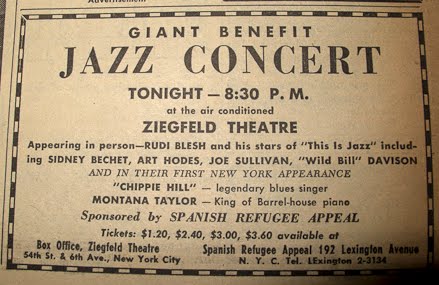 Advertisement
GIANT BENEFIT
JAZZ CONCERT
TONIGHT — 8:30 P. M.
at the air conditioned
ZIEGFELD THEATRE
Appearing in person—RUDI BLESH and his stars of "This Is Jazz" includ-
ing SIDNEY BECHET, ART HODES, JOE SULLIVAN, "Wild Bill" DAVISON
AND IN THEIR FIRST NEW YORK APPEARANCE
"CHIPPIE HILL" — legendary blues singer
MONTANA TAYLOR — King of Barrel-house piano
Sponsored by SPANISH REFUGEE APPEAL
Tickets: $1.20, $2.40, $3.00, $3.60 available at
Box Office, Ziegfeld Theatre
54th St. & 6th Ave., New York City
Spanish Refugee Appeal 192 Lexington Avenue
N. Y. C. Tel. LExington 2-3134